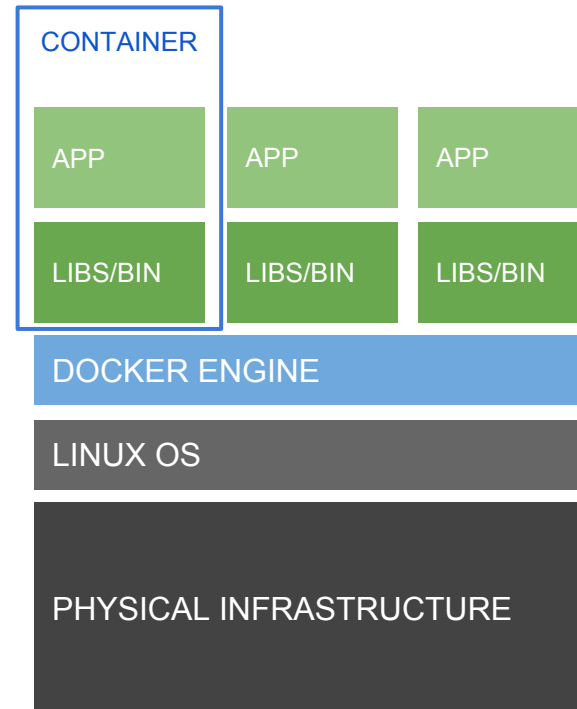 CONTAINER
APP APP APP
LIBS/BIN LIBS/BIN LIBS/BIN
DOCKER ENGINE
LINUX OS
PHYSICAL INFRASTRUCTURE